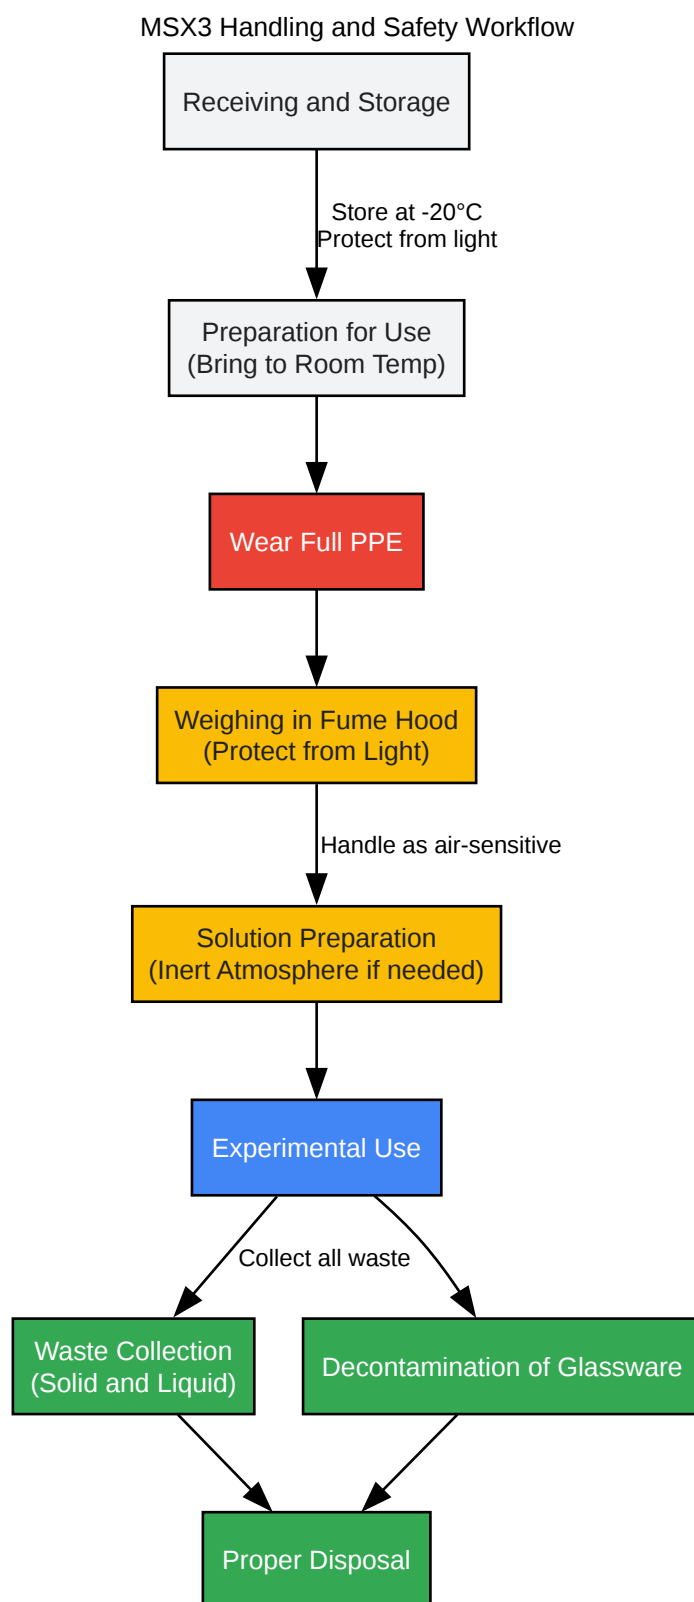 MSX3 Handling and Safety Workflow
Receiving and Storage
Store at -20°C
Protect from light
Preparation for Use
(Bring to Room Temp)
Wear Full PPE
Weighing in Fume Hood
(Protect from Light)
Handle as air-sensitive
Solution Preparation
(Inert Atmosphere if needed)
Experimental Use
Collect all waste
Waste Collection
(Solid and Liquid)
Decontamination of Glassware
Proper Disposal